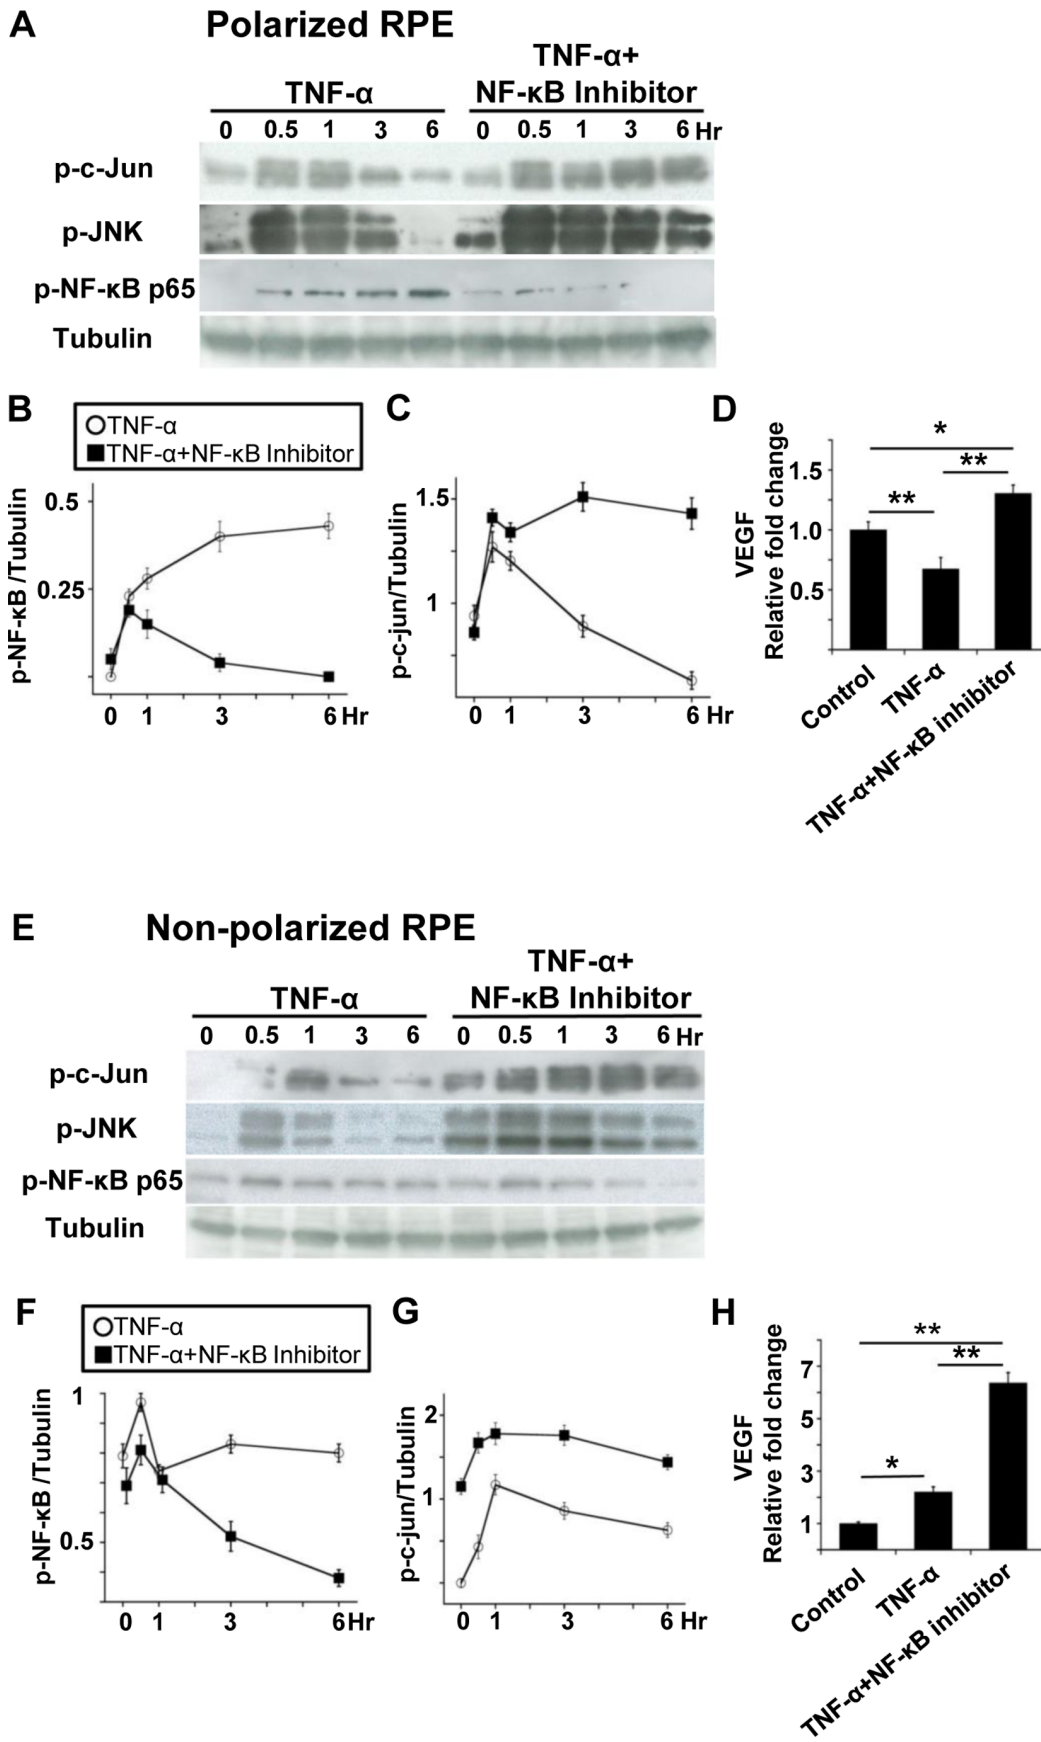 A
Polarized RPE
TNF-α
TNF-α+
NF-κB Inhibitor
0 0.5 1 3 6 0 0.5 1 3 6 Hr
p-c-Jun
p-JNK
p-NF-κB p65
Tubulin
B
TNF-α
TNF-α+NF-κB Inhibitor
p-NF-κB /Tubulin
0.5
0.25
0 1 3 6 Hr
C
p-c-jun/Tubulin
1.5
1
0 1 3 6 Hr
D
VEGF
Relative fold change
1.5
1.0
0.5
*
**
**
Control
TNF-α
TNF-α+NF-κB inhibitor
E
Non-polarized RPE
TNF-α
TNF-α+
NF-κB Inhibitor
0 0.5 1 3 6 0 0.5 1 3 6 Hr
p-c-Jun
p-JNK
p-NF-κB p65
Tubulin
F
TNF-α
TNF-α+NF-κB Inhibitor
p-NF-κB /Tubulin
1
0.5
0 1 3 6 Hr
G
p-c-jun/Tubulin
2
1
0 1 3 6 Hr
H
VEGF
Relative fold change
7
5
3
1
**
**
*
Control
TNF-α
TNF-α+NF-κB inhibitor